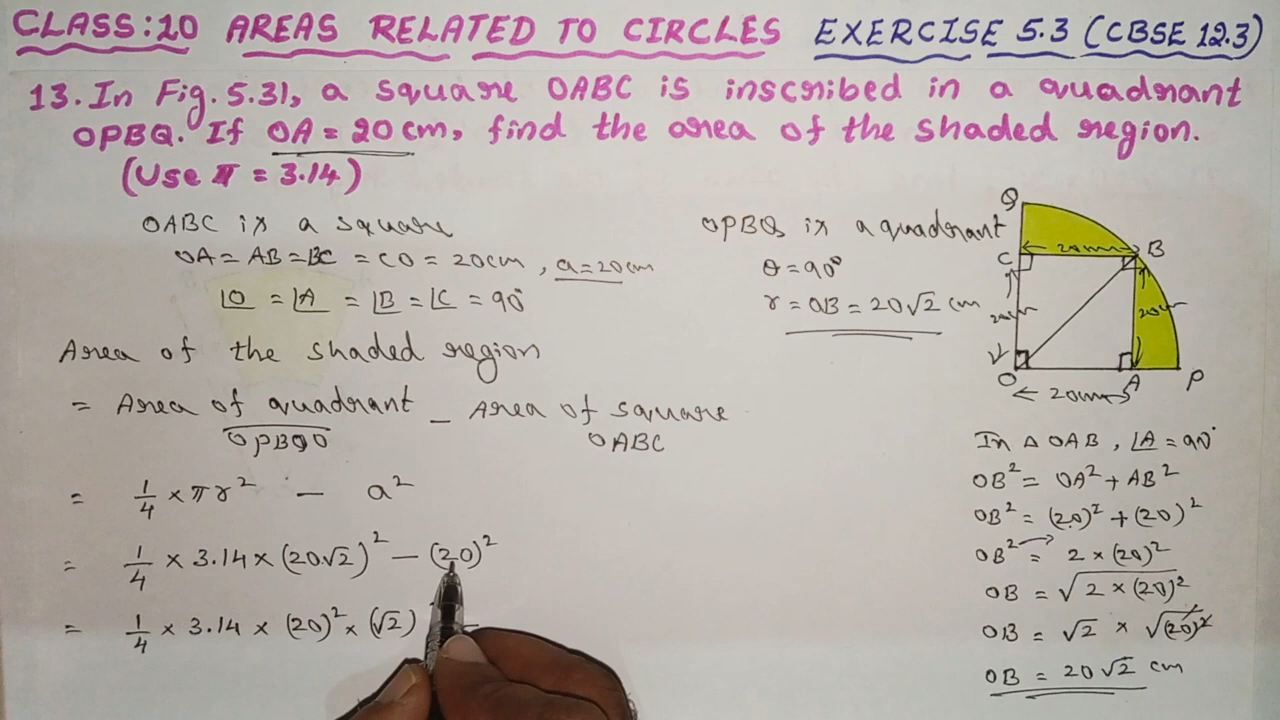 CLASS:10 AREAS RELATED TO CIRCLES EXERCISE 5.3 (CBSE 12.3)
13. In Fig. 5.31, a square OABC is inscribed in a quadrant
OPBQ. If OA = 20 cm, find the area of the shaded region.
(Use π = 3.14)
OABC is a square
OA = AB = BC = CO = 20cm, a = 20cm
∠O = ∠A = ∠B = ∠C = 90°
OPBQ is a quadrant
θ = 90°
r = OB = 20√2 cm
Area of the shaded region
= Area of quadrant − Area of square
OPBQO OABC
= 1/4 × πr² − a²
= 1/4 × 3.14 × (20√2)² − (20)²
= 1/4 × 3.14 × (20)² × (√2)
Q
C 20cm B
20cm 20cm
O A P
20cm
In △ OAB, ∠A = 90°
OB² = OA² + AB²
OB² = (20)² + (20)²
OB² = 2 × (20)²
OB = √2 × (20)²
OB = √2 × √(20)²
OB = 20√2 cm